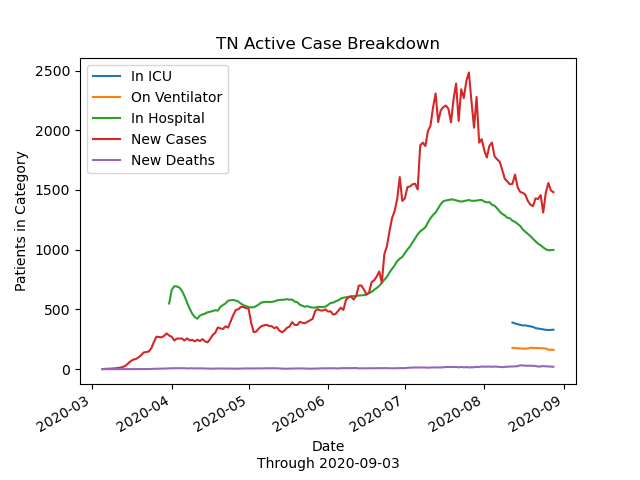 TN Active Case Breakdown
In ICU
On Ventilator
In Hospital
New Cases
New Deaths
Patients in Category
2500
2000
1500
1000
500
0
2020-03
2020-04
2020-05
2020-06
2020-07
2020-08
2020-09
Date
Through 2020-09-03